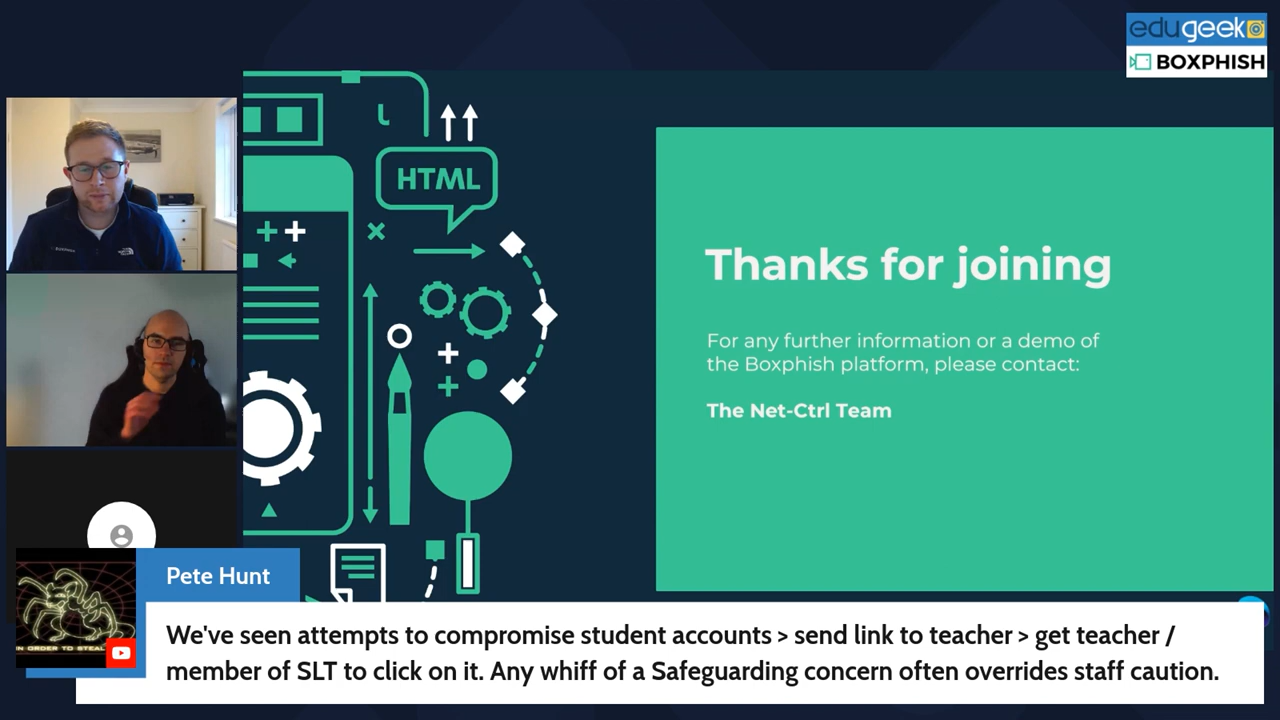 edugeek
BOXPHISH
HTML
Thanks for joining
For any further information or a demo of
the Boxphish platform, please contact:
The Net-Ctrl Team
Pete Hunt
We've seen attempts to compromise student accounts > send link to teacher > get teacher /
member of SLT to click on it. Any whiff of a Safeguarding concern often overrides staff caution.